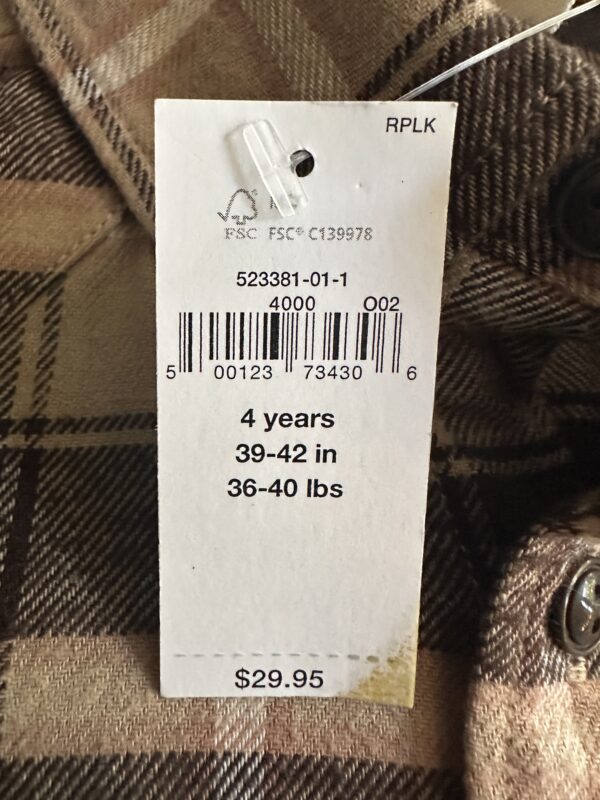 RPLK
FSC FSC® C139978
523381-01-1
4000 O02
5 00123 73430 6
4 years
39-42 in
36-40 lbs
$29.95